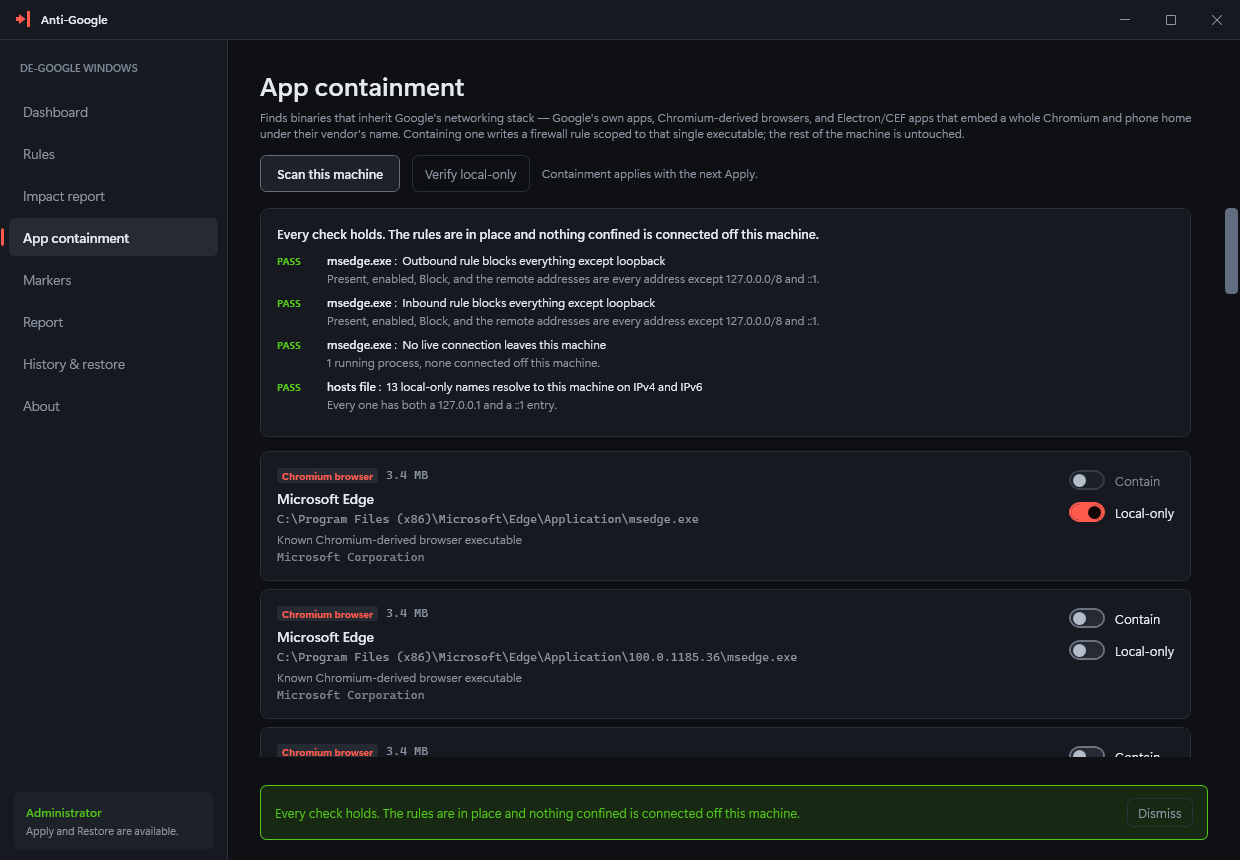 Anti-Google
DE-GOOGLE WINDOWS
Dashboard
Rules
Impact report
App containment
Markers
Report
History & restore
About
Administrator
Apply and Restore are available.
App containment
Finds binaries that inherit Google's networking stack — Google's own apps, Chromium-derived browsers, and Electron/CEF apps that embed a whole Chromium and phone home
under their vendor's name. Containing one writes a firewall rule scoped to that single executable; the rest of the machine is untouched.
Scan this machine
Verify local-only
Containment applies with the next Apply.
Every check holds. The rules are in place and nothing confined is connected off this machine.
PASS msedge.exe : Outbound rule blocks everything except loopback
Present, enabled, Block, and the remote addresses are every address except 127.0.0.0/8 and ::1.
PASS msedge.exe : Inbound rule blocks everything except loopback
Present, enabled, Block, and the remote addresses are every address except 127.0.0.0/8 and ::1.
PASS msedge.exe : No live connection leaves this machine
1 running process, none connected off this machine.
PASS hosts file : 13 local-only names resolve to this machine on IPv4 and IPv6
Every one has both a 127.0.0.1 and a ::1 entry.
Chromium browser 3.4 MB
Contain
Microsoft Edge
Local-only
C:\Program Files (x86)\Microsoft\Edge\Application\msedge.exe
Known Chromium-derived browser executable
Microsoft Corporation
Chromium browser 3.4 MB
Contain
Microsoft Edge
Local-only
C:\Program Files (x86)\Microsoft\Edge\Application\100.0.1185.36\msedge.exe
Known Chromium-derived browser executable
Microsoft Corporation
Chromium browser 3.4 MB
Contain
Every check holds. The rules are in place and nothing confined is connected off this machine.
Dismiss